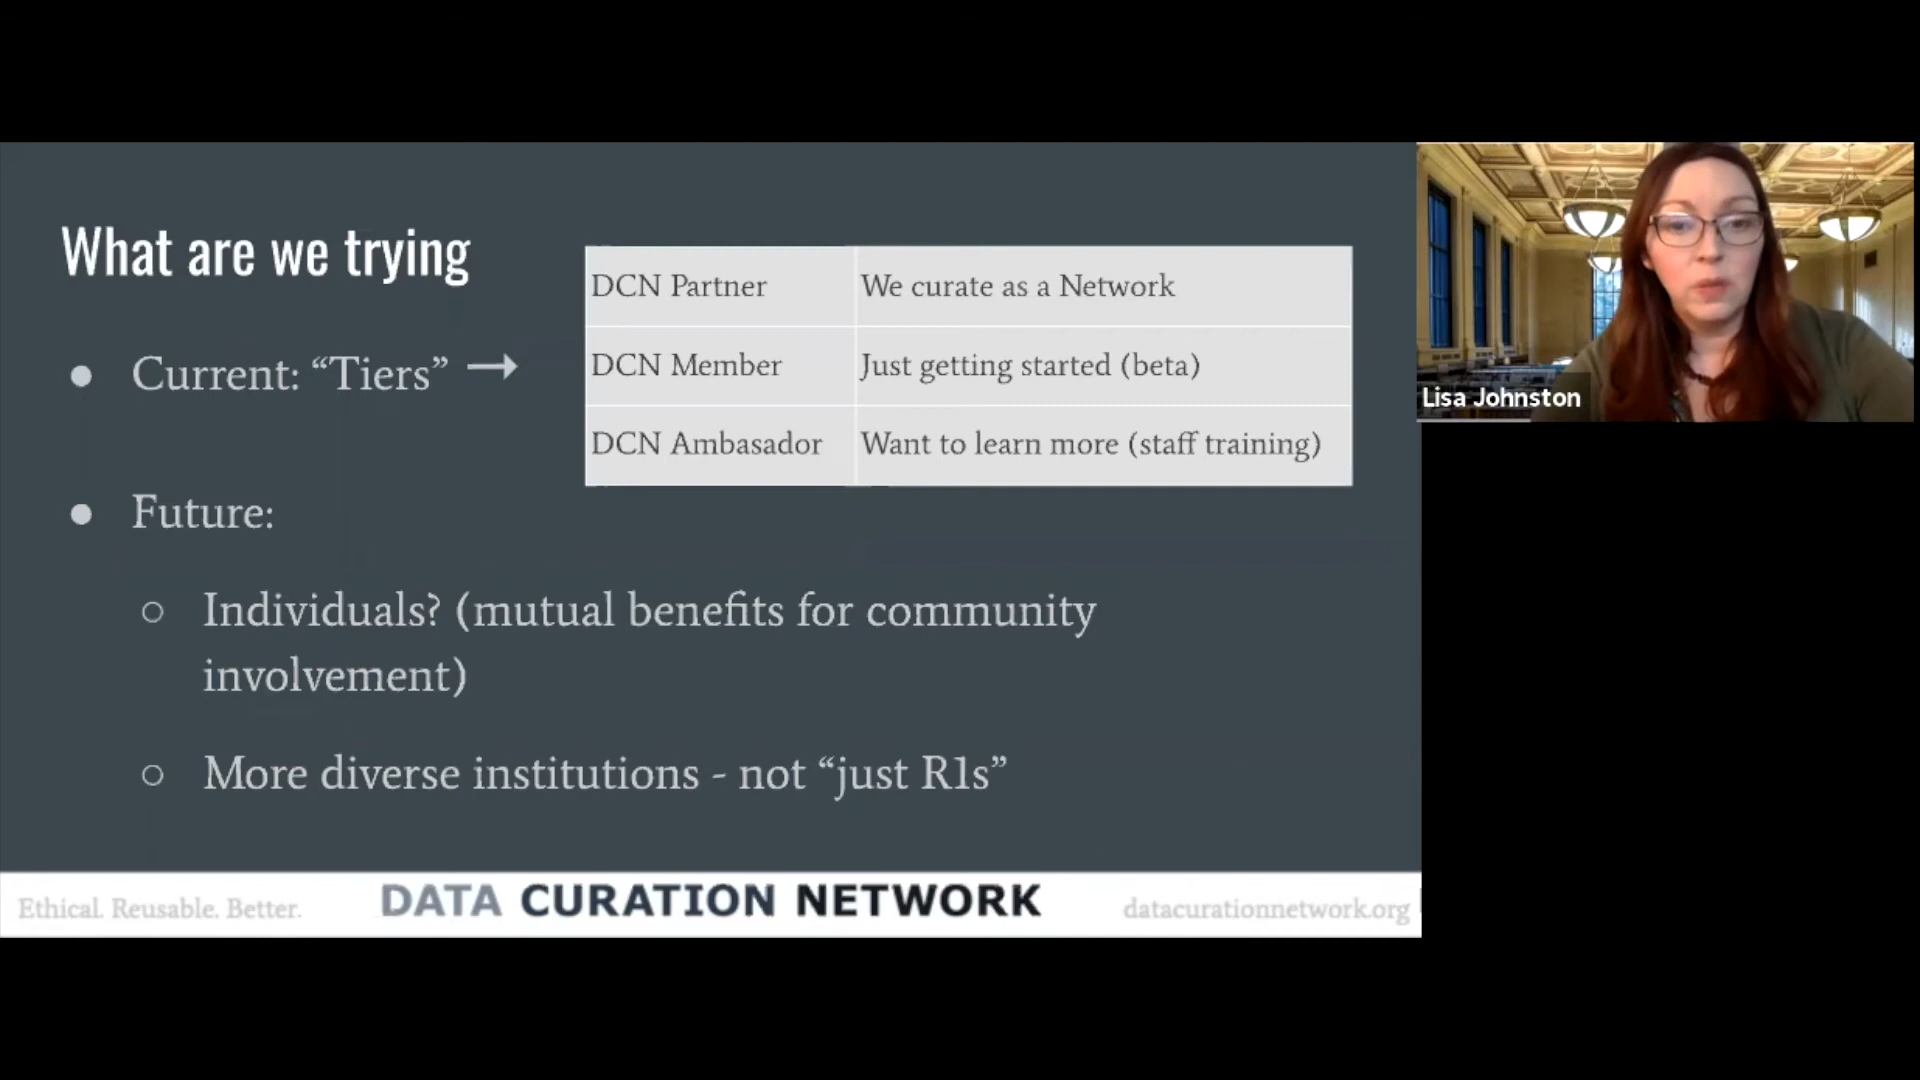 What are we trying
DCN Partner We curate as a Network
DCN Member Just getting started (beta)
DCN Ambasador Want to learn more (staff training)
● Current: “Tiers” →
● Future:
○ Individuals? (mutual benefits for community
involvement)
○ More diverse institutions - not “just R1s”
Ethical. Reusable. Better. DATA CURATION NETWORK datacurationnetwork.org
Lisa Johnston